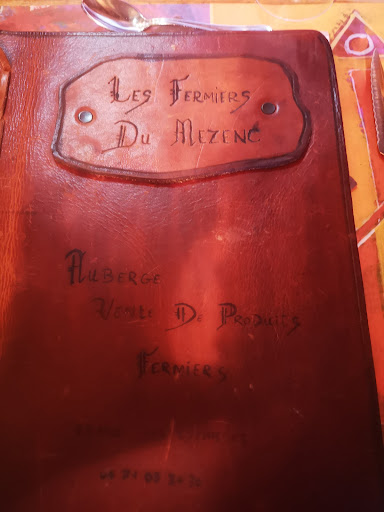 Les Fermiers
Du Mezenc
Auberge
Vente De Produits
Fermiers